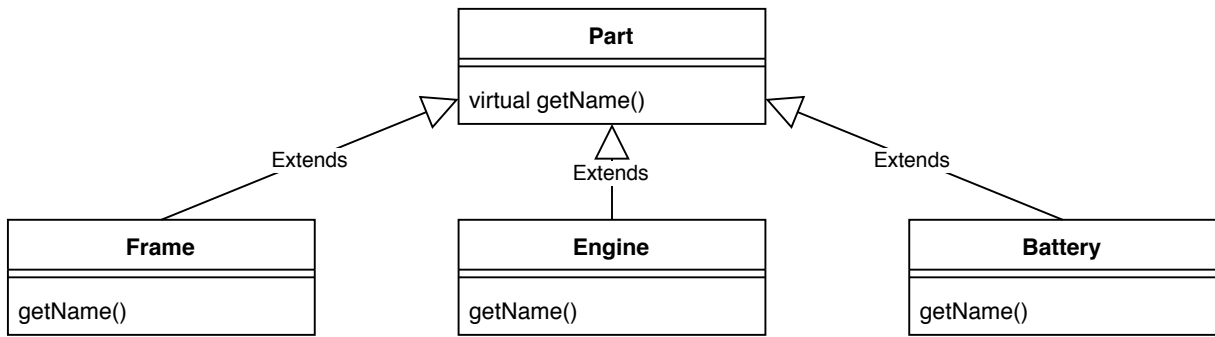 Part
virtual getName()
Extends
Extends
Extends
Frame
Engine
Battery
getName()
getName()
getName()